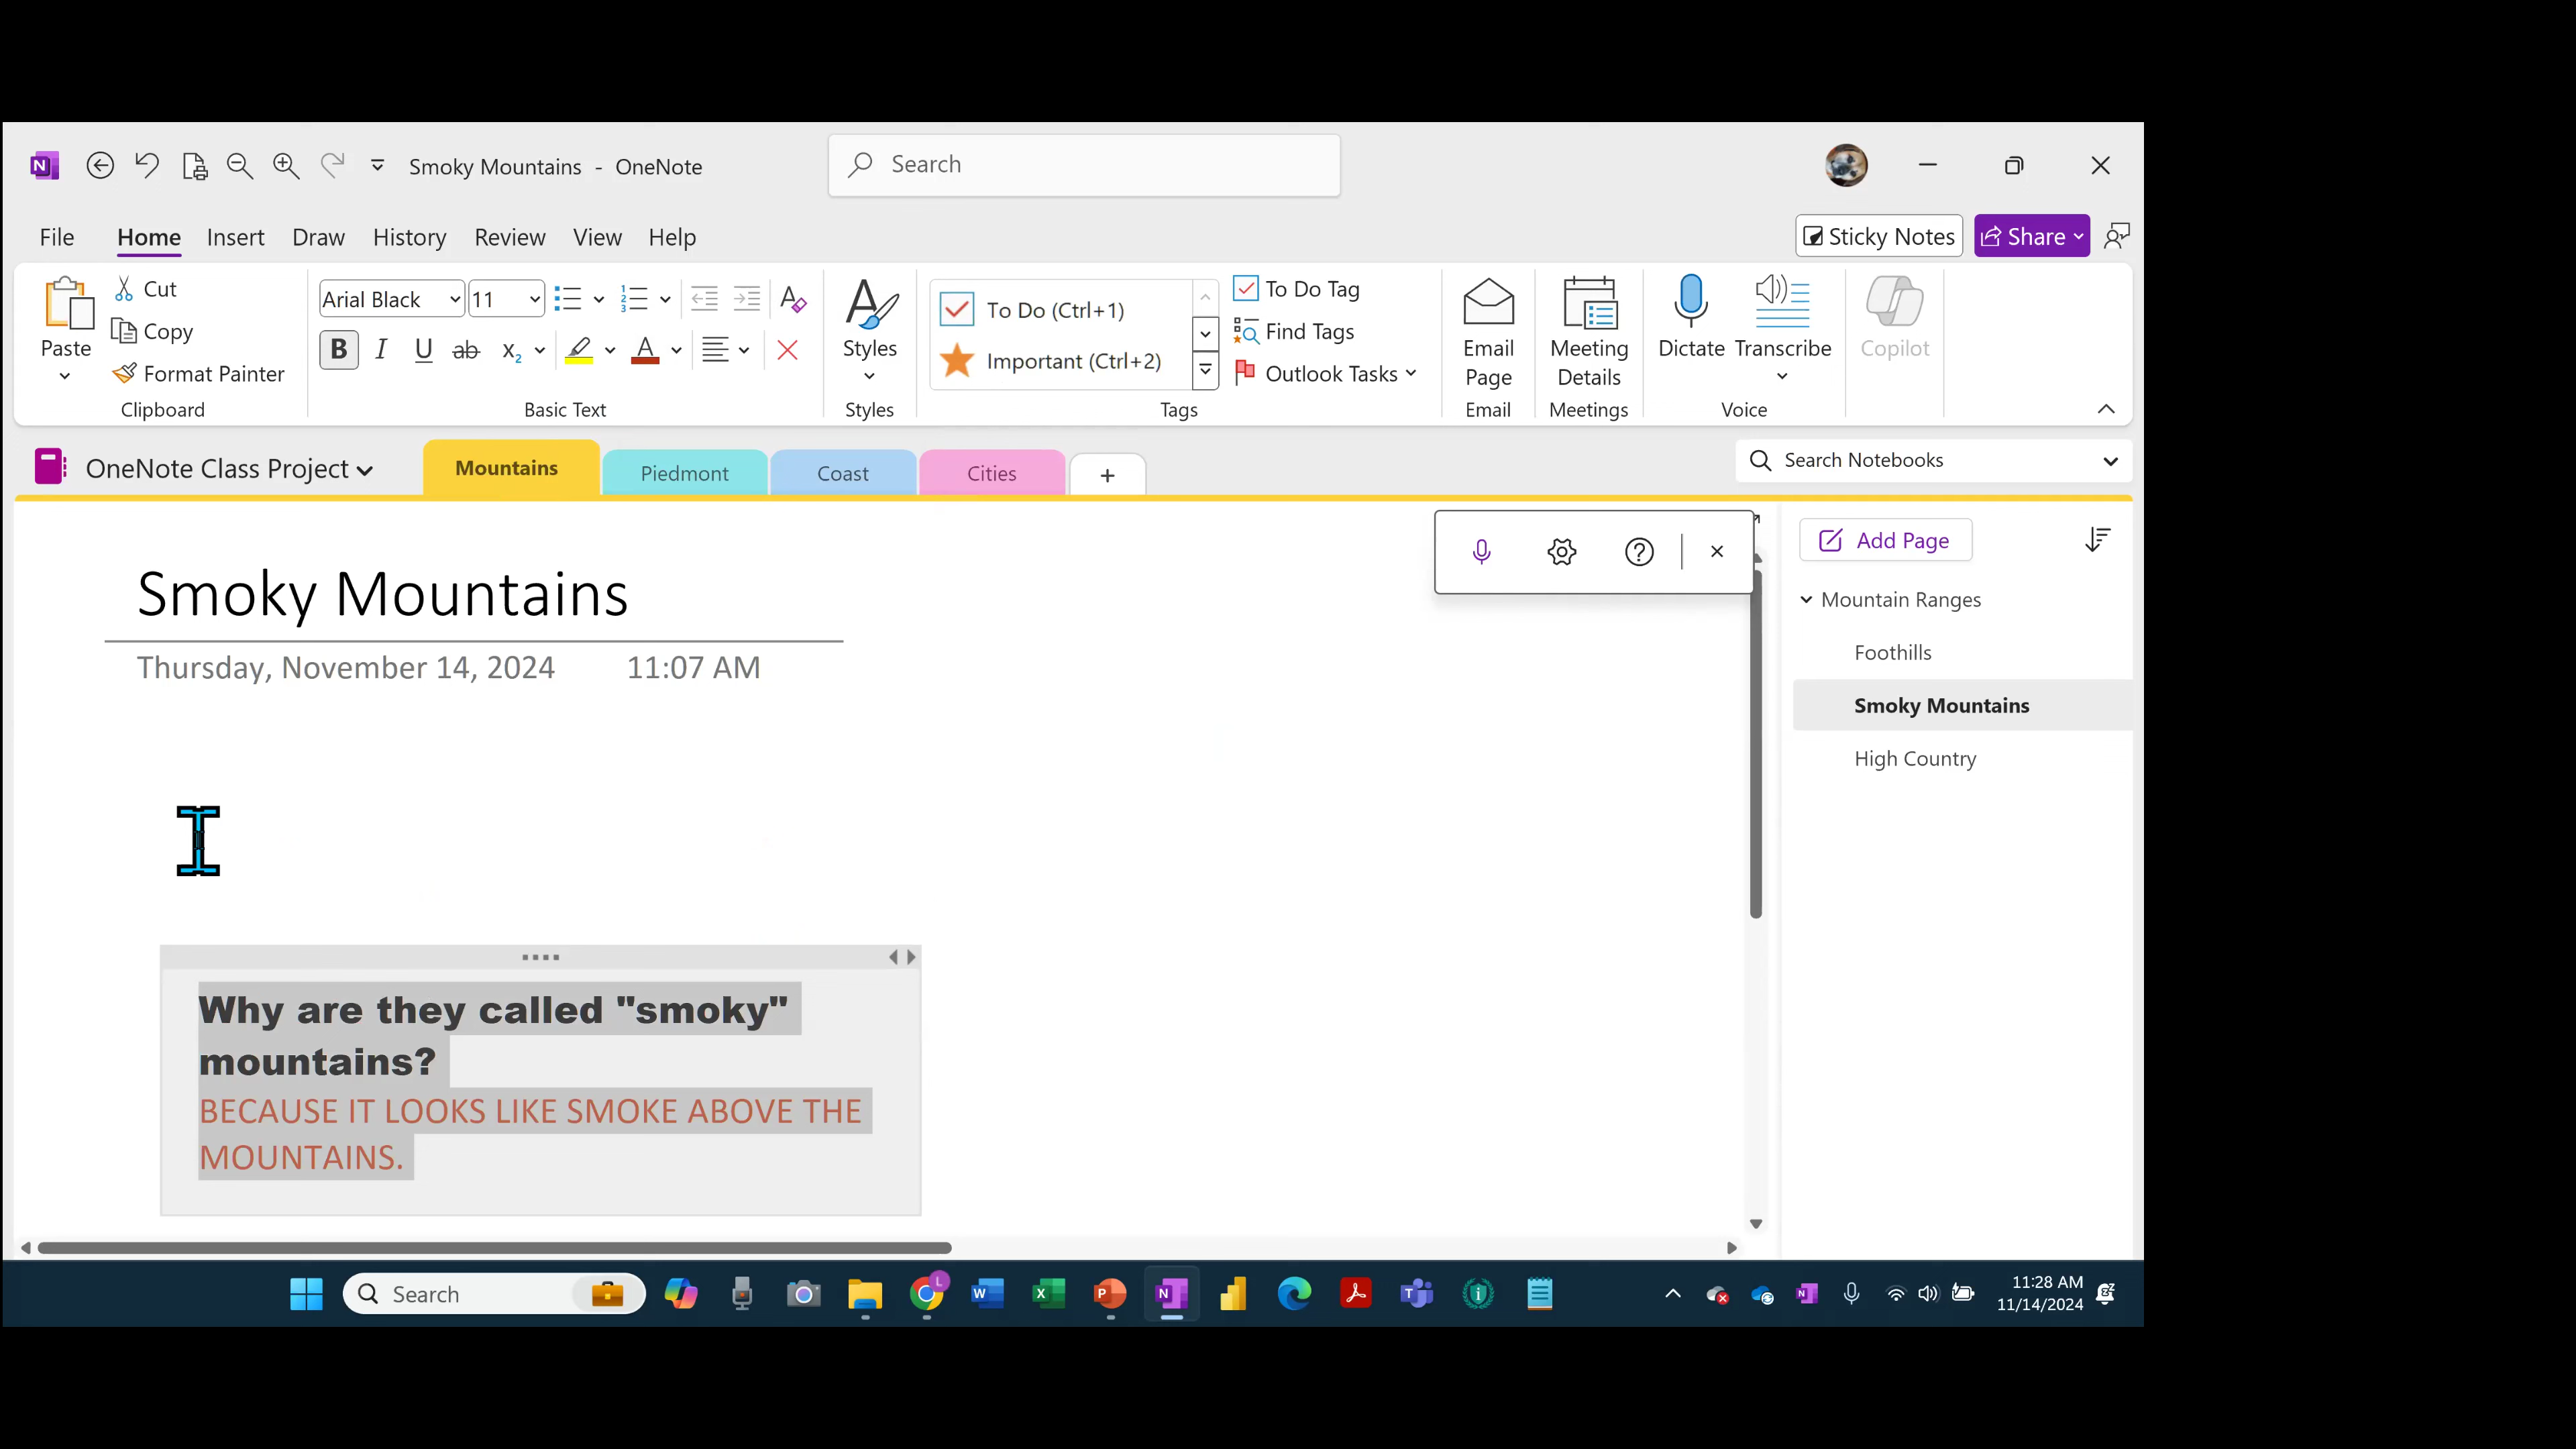 Smoky Mountains - OneNote
Search
File Home Insert Draw History Review View Help
Sticky Notes Share
Paste
Cut
Copy
Format Painter
Clipboard
Arial Black 11
B I U ab x2 A
Basic Text
Styles
Styles
To Do (Ctrl+1)
Important (Ctrl+2)
To Do Tag
Find Tags
Outlook Tasks
Tags
Email
Page
Email
Meeting
Details
Meetings
Dictate Transcribe
Voice
Copilot
OneNote Class Project
Mountains Piedmont Coast Cities +
Search Notebooks
Smoky Mountains
Thursday, November 14, 2024 11:07 AM
Why are they called "smoky"
mountains?
BECAUSE IT LOOKS LIKE SMOKE ABOVE THE
MOUNTAINS.
Add Page
Mountain Ranges
Foothills
Smoky Mountains
High Country
Search
11:28 AM
11/14/2024